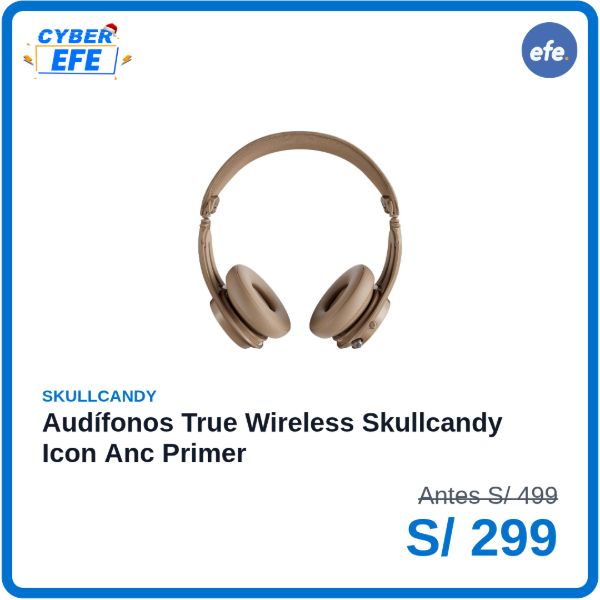 CYBER
EFE
efe.
SKULLCANDY
Audífonos True Wireless Skullcandy
Icon Anc Primer
Antes S/ 499
S/ 299